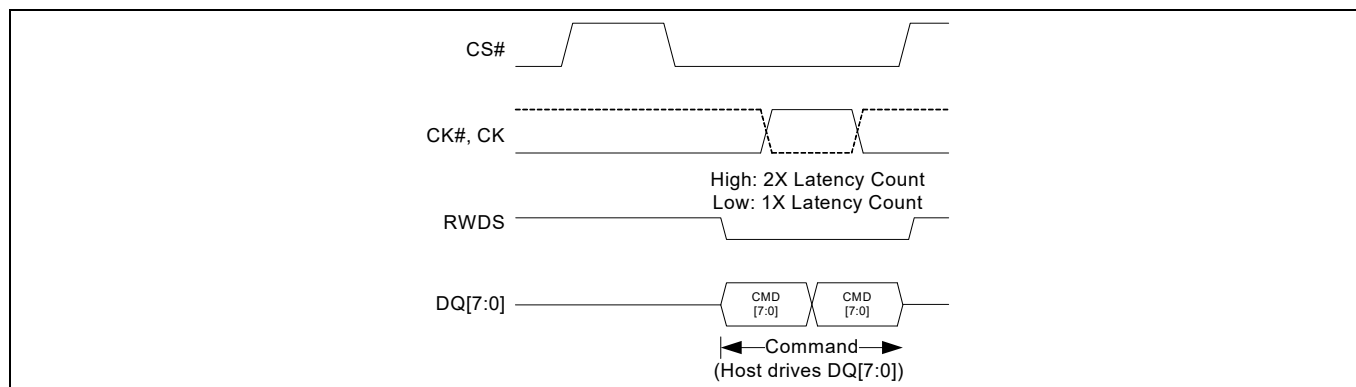 CS#
CK#, CK
High: 2X Latency Count
Low: 1X Latency Count
RWDS
DQ[7:0]
CMD
[7:0]
CMD
[7:0]
Command
(Host drives DQ[7:0])